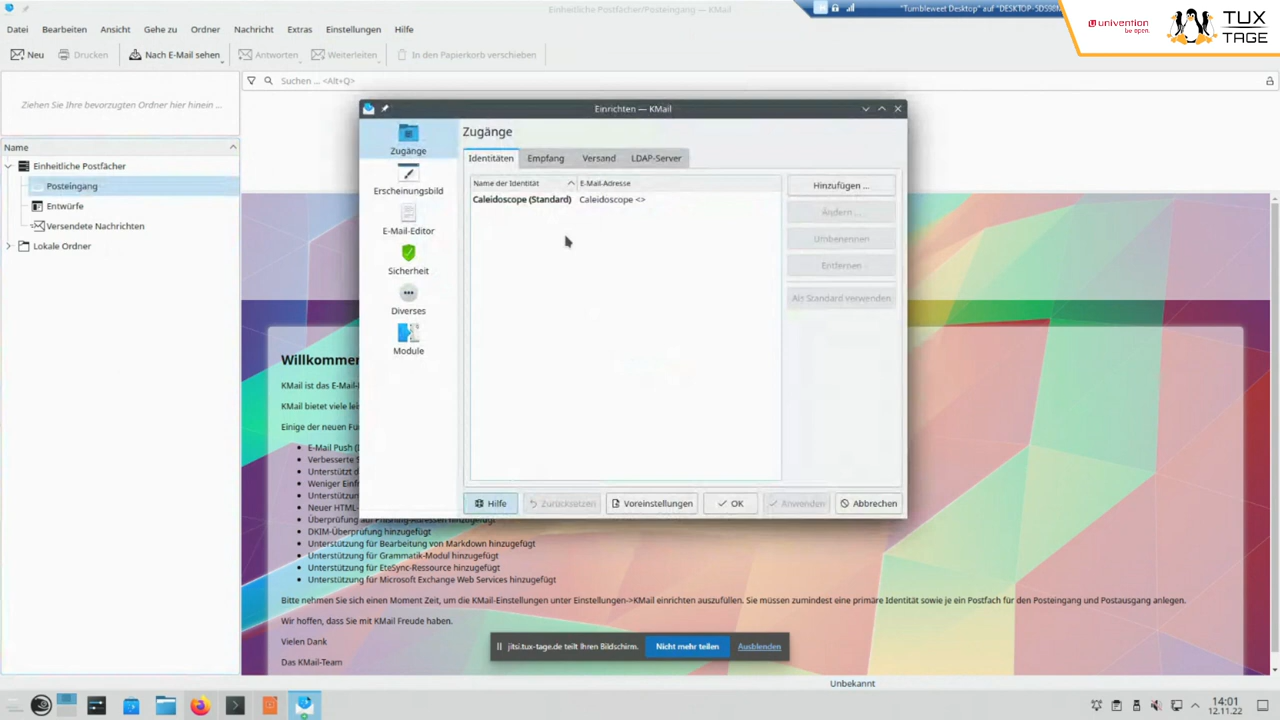 Einheitliche Postfächer/Posteingang — KMail
"Tumbleweet Desktop" auf
univention
be open.
TUX
TAGE
Datei Bearbeiten Ansicht Gehe zu Ordner Nachricht Extras Einstellungen Hilfe
Neu Drucken Nach E-Mail sehen Antworten Weiterleiten In den Papierkorb verschieben
Ziehen Sie Ihre bevorzugten Ordner hier hinein ...
Suchen ... <Alt+Q>
Name
Einheitliche Postfächer
Posteingang
Entwürfe
Versendete Nachrichten
Lokale Ordner
Einrichten — KMail
Zugänge
Erscheinungsbild
E-Mail-Editor
Sicherheit
Diverses
Module
Zugänge
Identitäten Empfang Versand LDAP-Server
Name der Identität E-Mail-Adresse
Caleidoscope (Standard) Caleidoscope <>
Hinzufügen ...
Ändern ...
Umbenennen
Entfernen
Als Standard verwenden
Hilfe Zurücksetzen Voreinstellungen OK Anwenden Abbrechen
Willkommen
KMail ist das E-Mail-
KMail bietet viele
Einige der neuen
E-Mail Push
Verbesserte
Unterstützt
Weniger
Neuer HTML-
Überprüfung auf Phishing-Adressen hinzugefügt
DKIM-Überprüfung hinzugefügt
Unterstützung für Bearbeitung von Markdown hinzugefügt
Unterstützung für Grammatik-Modul hinzugefügt
Unterstützung für EteSync-Ressource hinzugefügt
Unterstützung für Microsoft Exchange Web Services hinzugefügt
Bitte nehmen Sie sich einen Moment Zeit, um die KMail-Einstellungen unter Einstellungen->KMail einrichten auszufüllen. Sie müssen zumindest eine primäre Identität sowie je ein Postfach für den Posteingang und Postausgang anlegen.
Wir hoffen, dass Sie mit KMail Freude haben.
Vielen Dank
Das KMail-Team
jitsi.tux-tage.de teilt Ihren Bildschirm. Nicht mehr teilen Ausblenden
Unbekannt
14:01
12.11.22